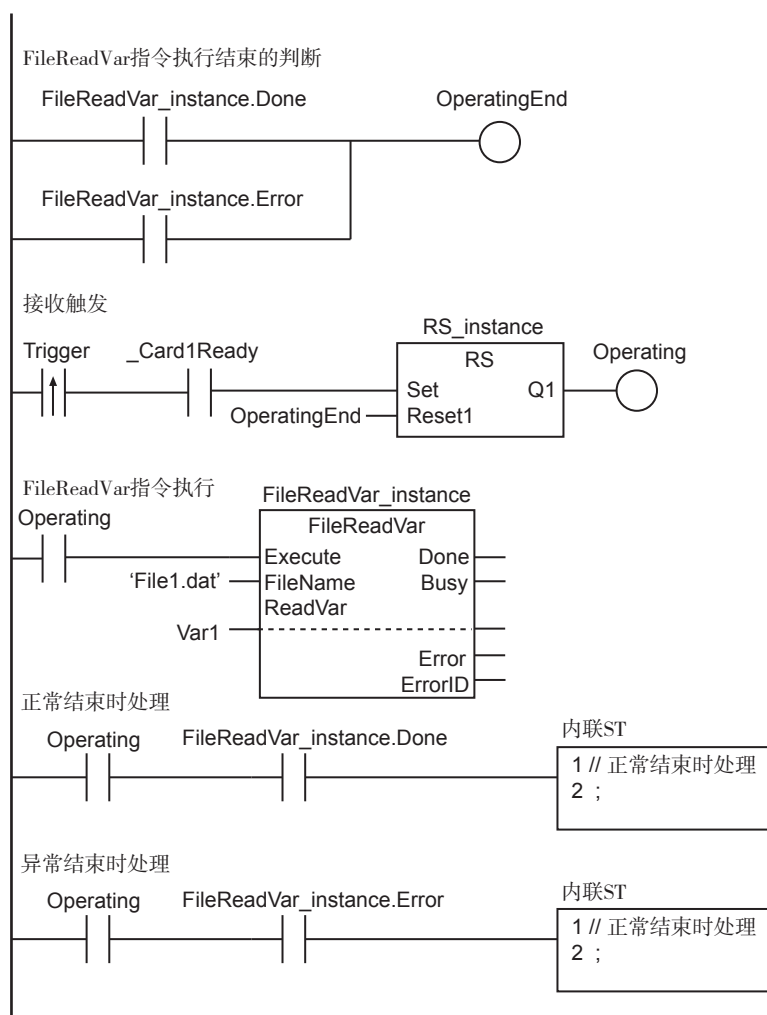 FileReadVar指令执行结束的判断
FileReadVar_instance.Done
OperatingEnd
FileReadVar_instance.Error
接收触发
RS_instance
Trigger
_Card1Ready
RS
Operating
Set
Q1
OperatingEnd
Reset1
FileReadVar指令执行
FileReadVar_instance
Operating
FileReadVar
Execute
Done
‘File1.dat’
FileName
Busy
ReadVar
Var1
Error
ErrorID
正常结束时处理
Operating
FileReadVar_instance.Done
内联ST
1 // 正常结束时处理
2 ;
异常结束时处理
Operating
FileReadVar_instance.Error
内联ST
1 // 正常结束时处理
2 ;